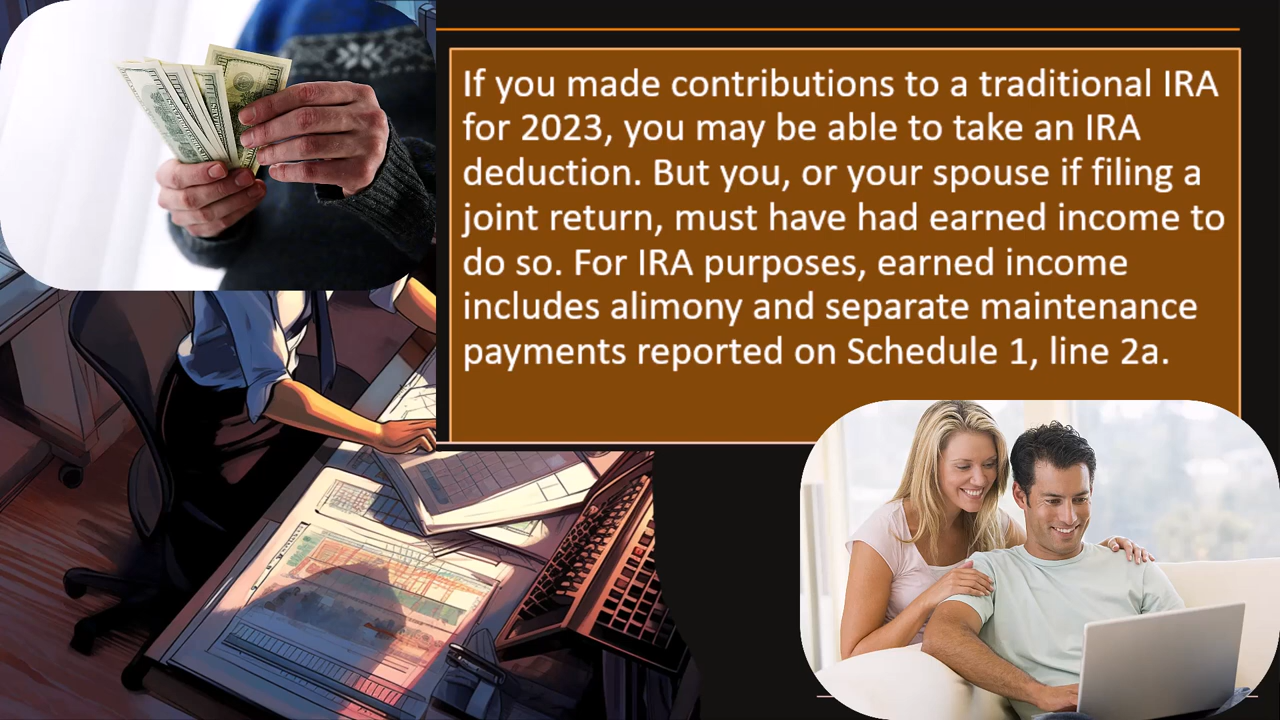 If you made contributions to a traditional IRA
for 2023, you may be able to take an IRA
deduction. But you, or your spouse if filing a
joint return, must have had earned income to
do so. For IRA purposes, earned income
includes alimony and separate maintenance
payments reported on Schedule 1, line 2a.